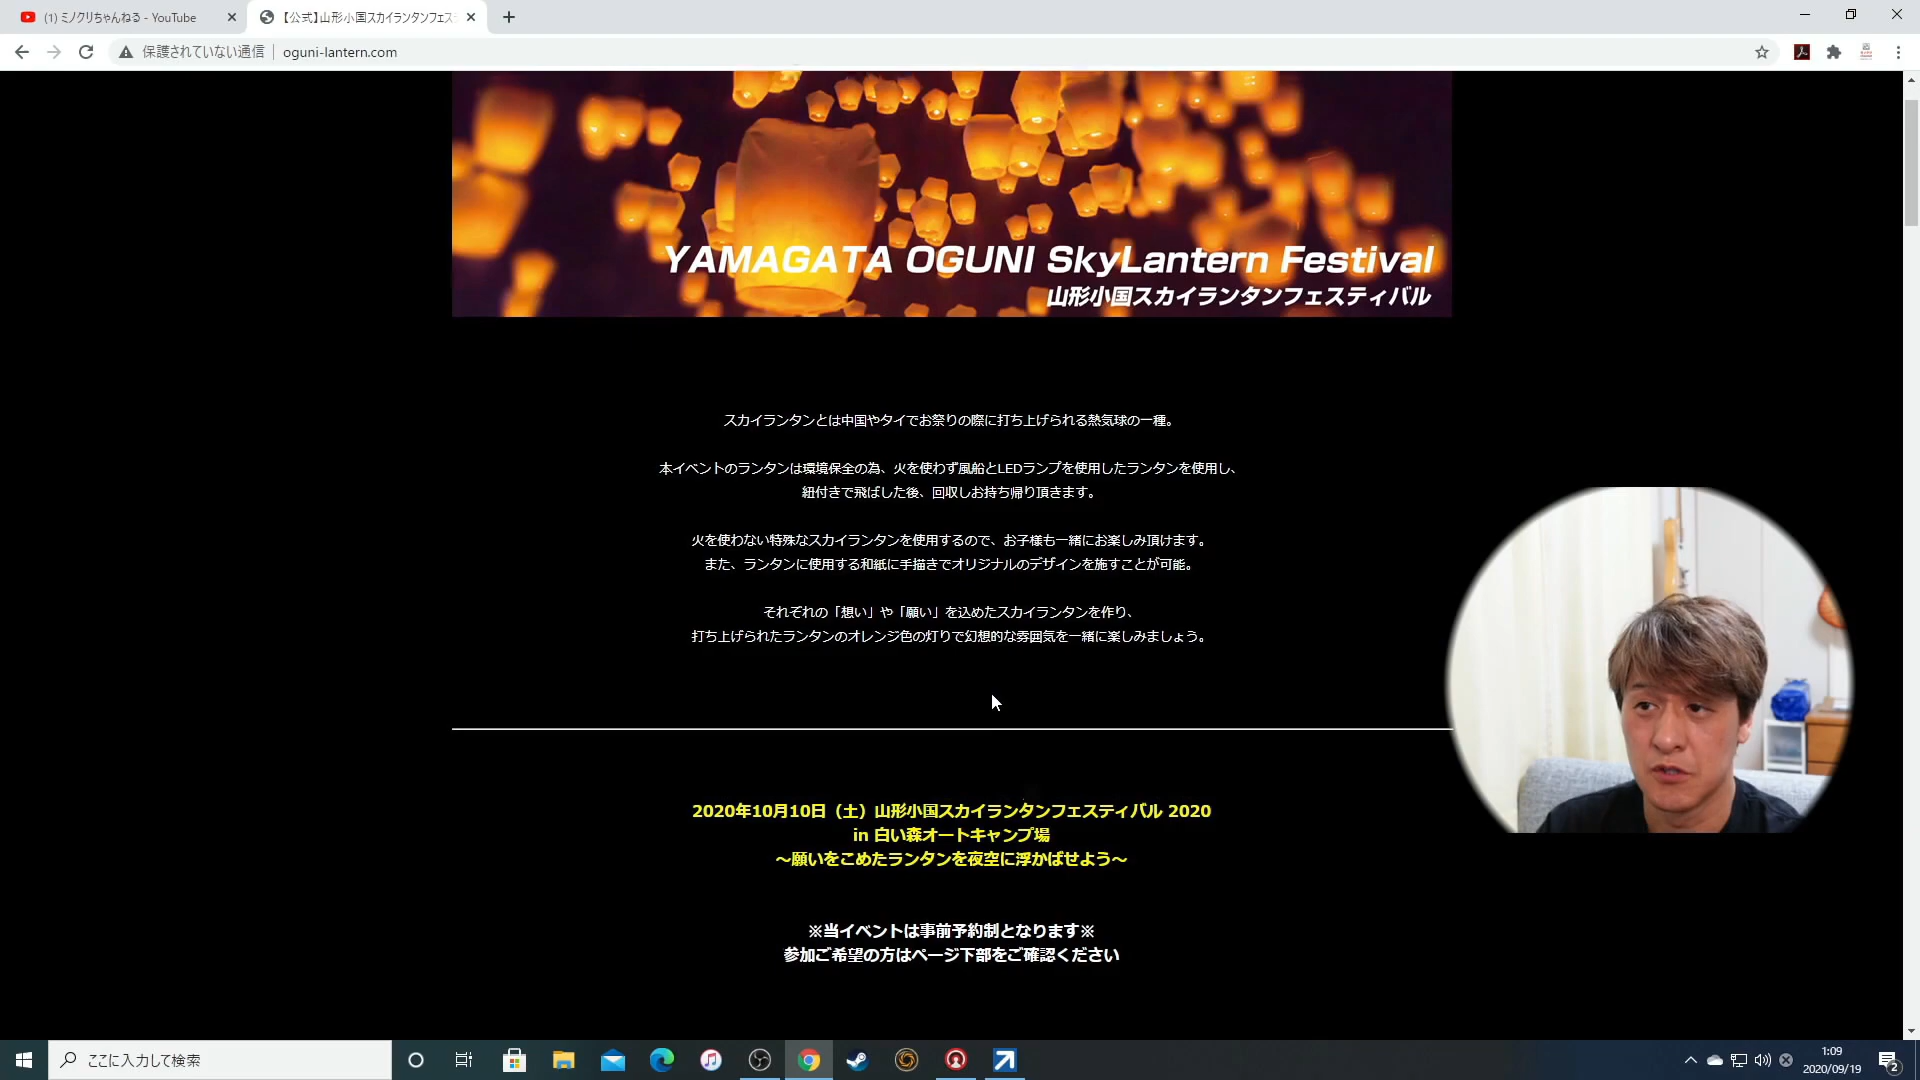 (1) ミノクリちゃんねる - YouTube
【公式】山形小国スカイランタンフェス
保護されていない通信
oguni-lantern.com
YAMAGATA OGUNI SkyLantern Festival
山形小国スカイランタンフェスティバル
スカイランタンとは中国やタイでお祭りの際に打ち上げられる熱気球の一種。
本イベントのランタンは環境保全の為、火を使わず風船とLEDランプを使用したランタンを使用し、
紐付きで飛ばした後、回収しお持ち帰り頂きます。
火を使わない特殊なスカイランタンを使用するので、お子様も一緒にお楽しみ頂けます。
また、ランタンに使用する和紙に手描きでオリジナルのデザインを施すことが可能。
それぞれの「想い」や「願い」を込めたスカイランタンを作り、
打ち上げられたランタンのオレンジ色の灯りで幻想的な雰囲気を一緒に楽しみましょう。
2020年10月10日（土）山形小国スカイランタンフェスティバル 2020
in 白い森オートキャンプ場
～願いをこめたランタンを夜空に浮かばせよう～
※当イベントは事前予約制となります※
参加ご希望の方はページ下部をご確認ください
ここに入力して検索
1:09
2020/09/19
2